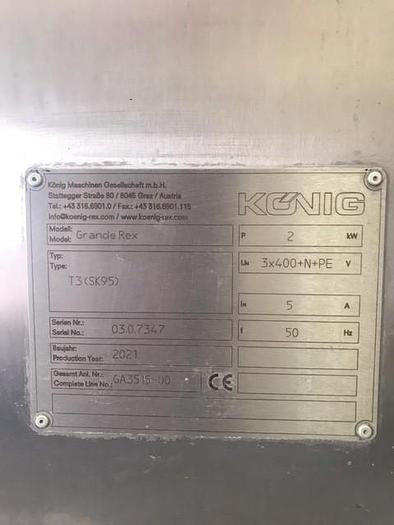 König Maschinen Gesellschaft m.b.H.
Stattegger Straße 80 / 8045 Graz / Austria
Tel.: +43 316.6901.0 / Fax.: +43 316.6901.115
info@koenig-rex.com / www.koenig-rex.com
KÖNIG
Modell: 
Model: Grande Rex
P 2 kW
Typ:
Type:
T3(SK95)
UN 3x400+N+PE V
IN 5 A
Serien Nr.:
Serial No.: 03.0.7347
f 50 Hz
Baujahr:
Production Year: 2021
Gesamt Anl. Nr.:
Complete Line No.: GA3515-00
CE